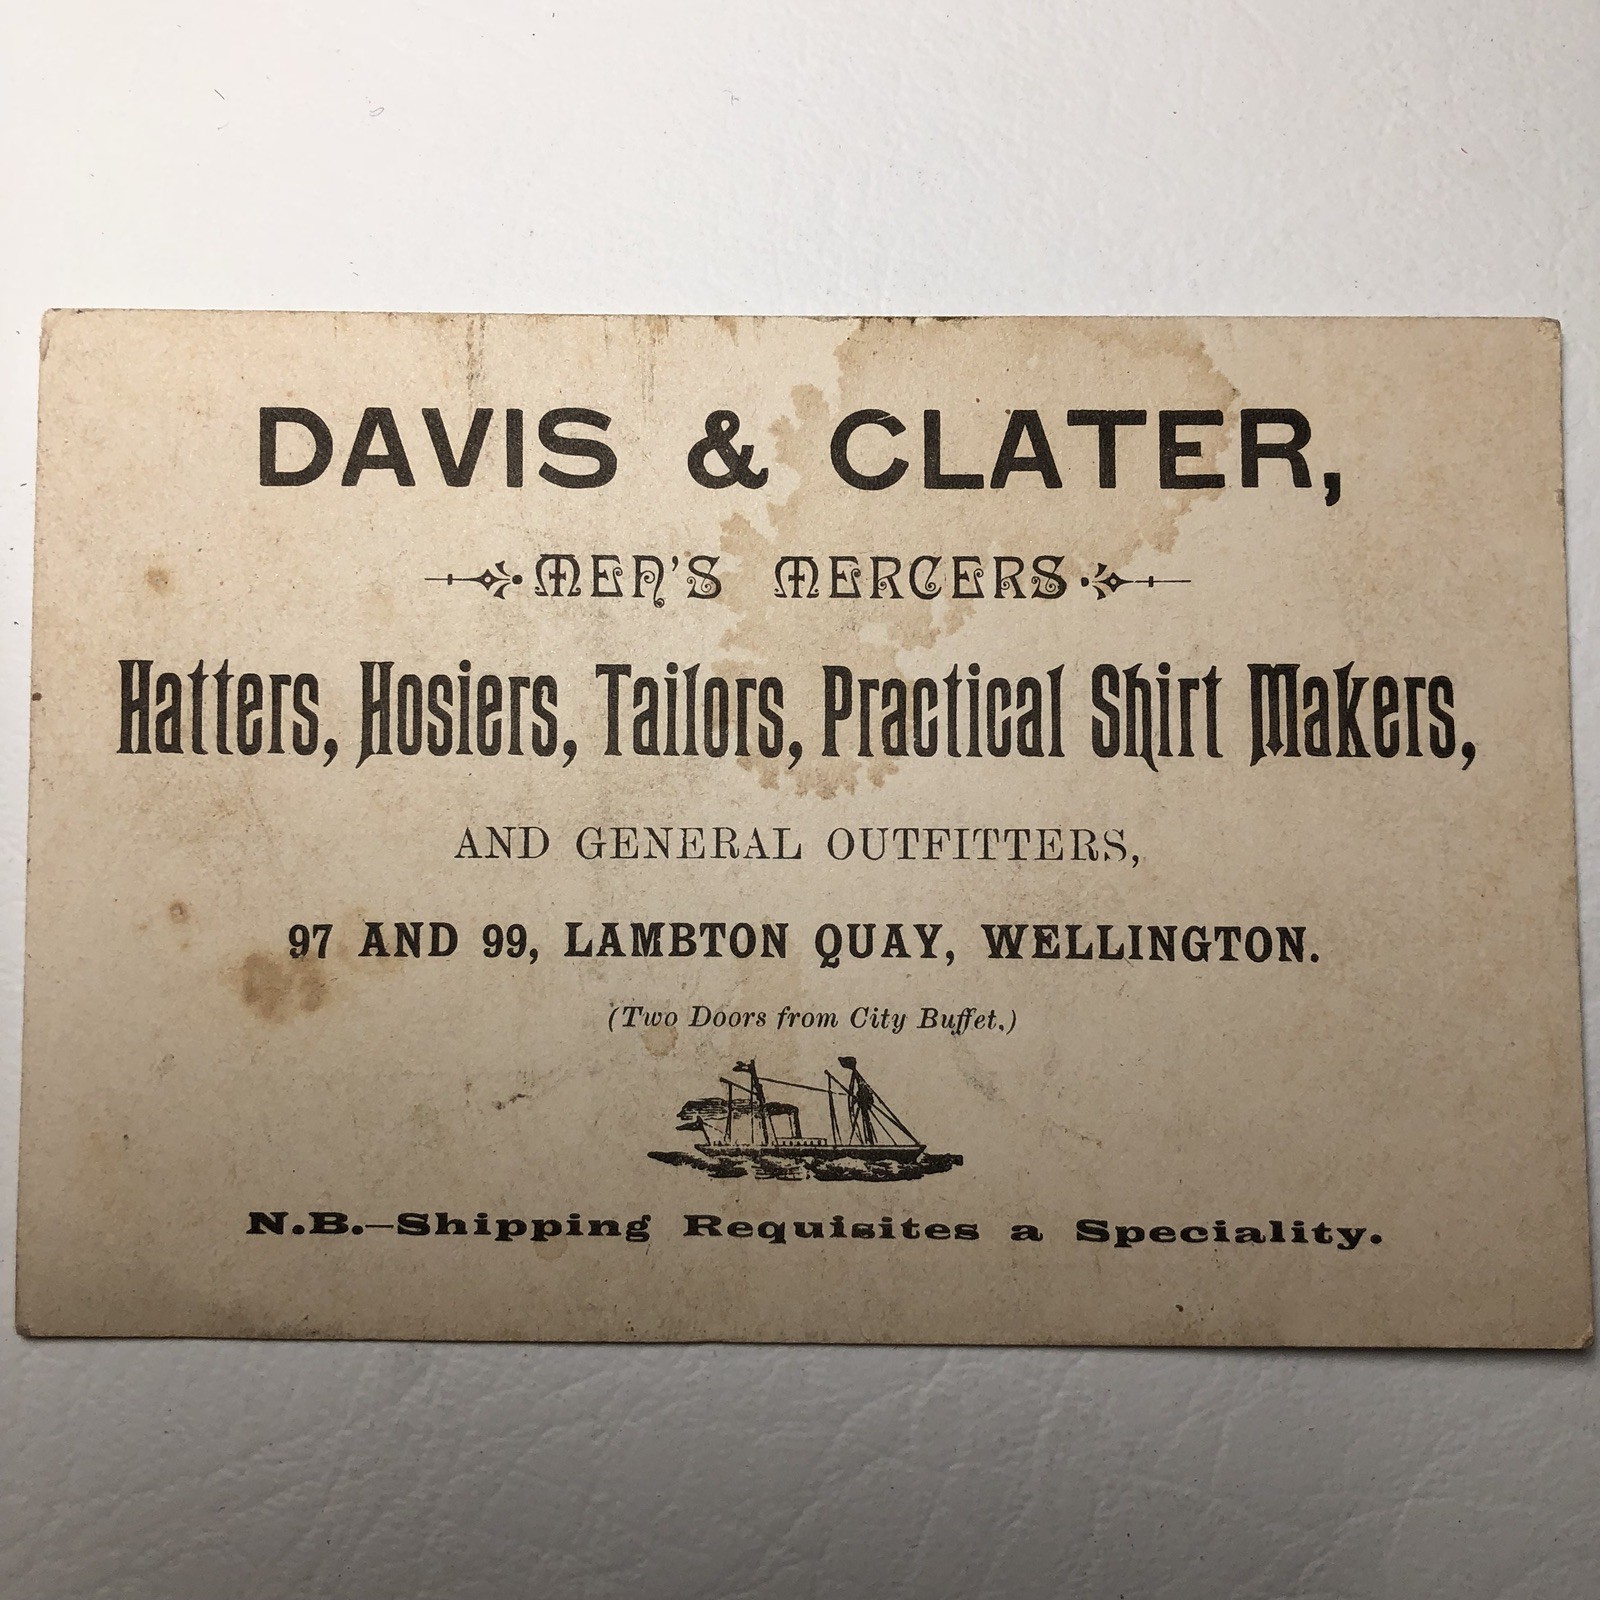 DAVIS & CLATER,
MEN'S MERCERS
Hatters, Hosiers, Tailors, Practical Shirt Makers,
AND GENERAL OUTFITTERS,
97 AND 99, LAMBTON QUAY, WELLINGTON.
(Two Doors from City Buffet.)
N.B.—Shipping Requisites a Speciality.